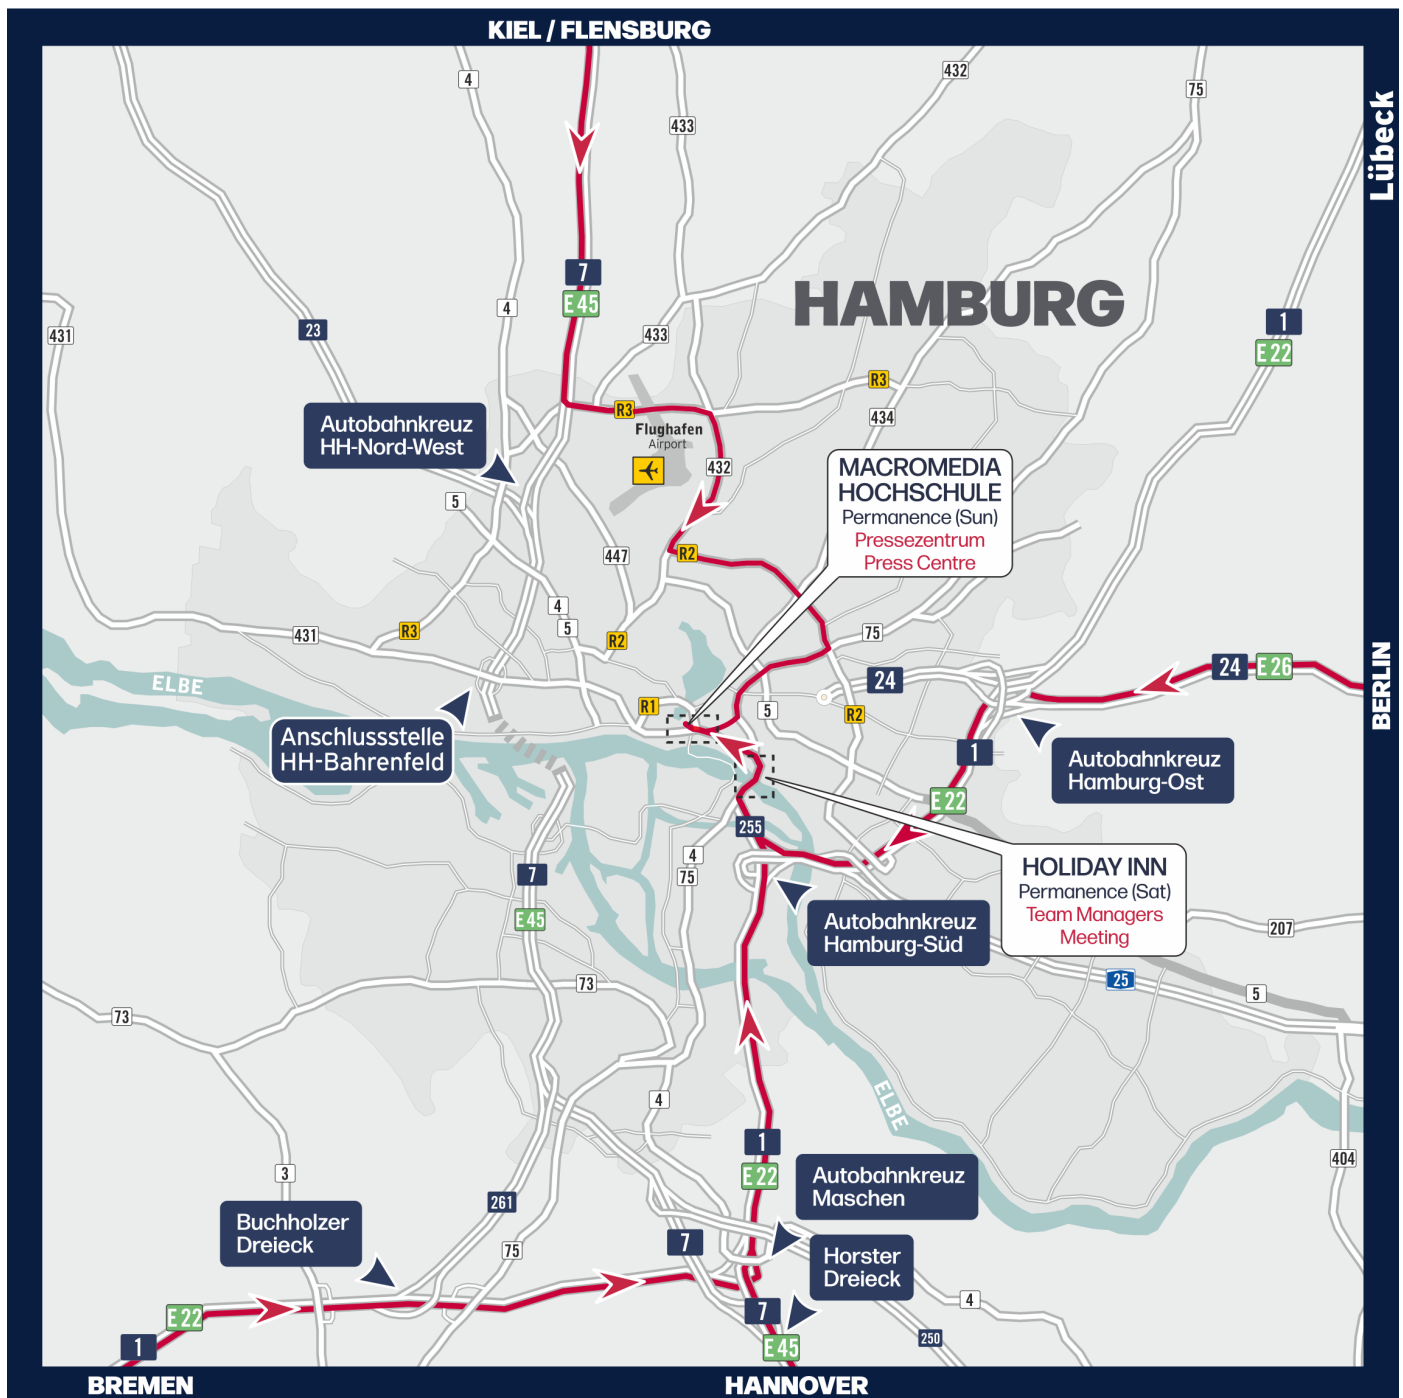 KIEL / FLENSBURG
4
433
432
75
Lübeck
7
E 45
HAMBURG
4
431
23
433
1
E 22
R3
R3
434
Flughafen
Airport
Autobahnkreuz
HH-Nord-West
432
MACROMEDIA
HOCHSCHULE
Permanence (Sun)
Pressezentrum
Press Centre
5
447
R2
4
5
R3
431
R2
75
24
E 26
BERLIN
ELBE
24
R1
5
R2
Anschlussstelle
HH-Bahrenfeld
1
Autobahnkreuz
Hamburg-Ost
E 22
255
4
75
7
E 45
HOLIDAY INN
Permanence (Sat)
Team Managers
Meeting
Autobahnkreuz
Hamburg-Süd
207
25
5
73
73
ELBE
4
1
E 22
404
3
261
Autobahnkreuz
Maschen
Buchholzer
Dreieck
75
7
Horster
Dreieck
4
E 22
1
7
E 45
250
BREMEN
HANNOVER